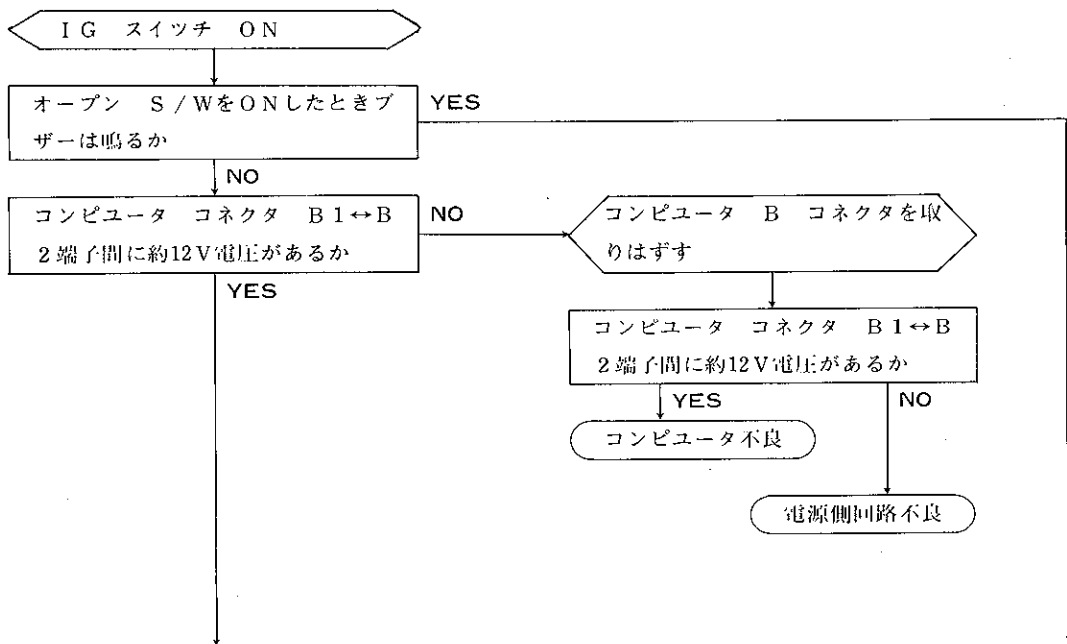 IG スイッチ ON
オープン S/WをONしたときブ
ザーは鳴るか
YES
NO
コンピユータ コネクタ B1↔B
2端子間に約12V電圧があるか
NO
YES
コンピユータ B コネクタを取
りはずす
コンピユータ コネクタ B1↔B
2端子間に約12V電圧があるか
YES
NO
コンピユータ不良
電源側回路不良